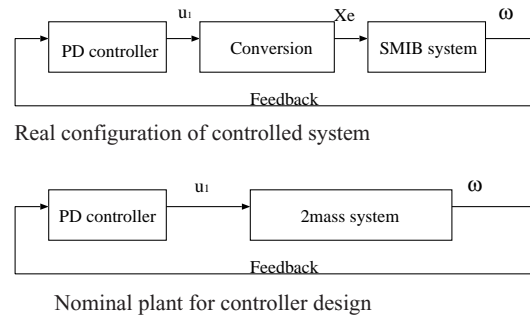 u1 Xe ω
PD controller Conversion SMIB system
Feedback
Real configuration of controlled system
u1 ω
PD controller 2mass system
Feedback
Nominal plant for controller design